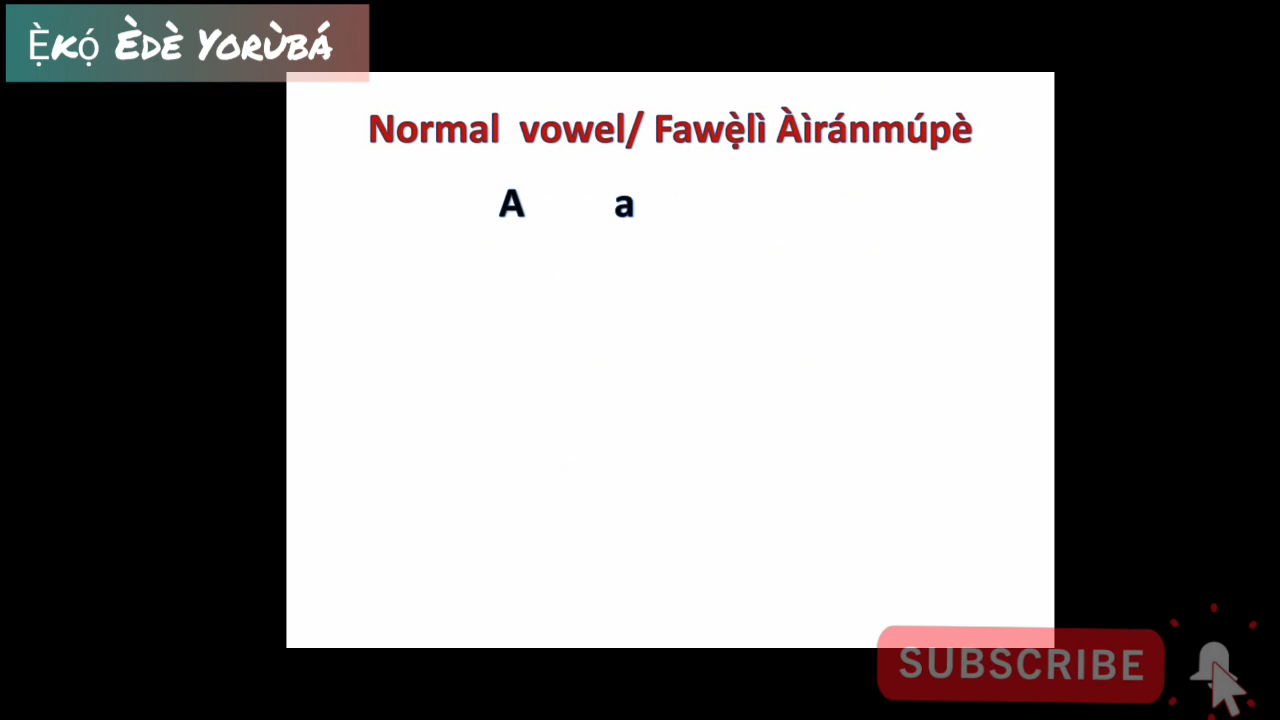 Ẹ̀kọ́ Èdè Yorùbá
Normal vowel/ Fawẹ̀lì Àìránmúpè
A a
SUBSCRIBE